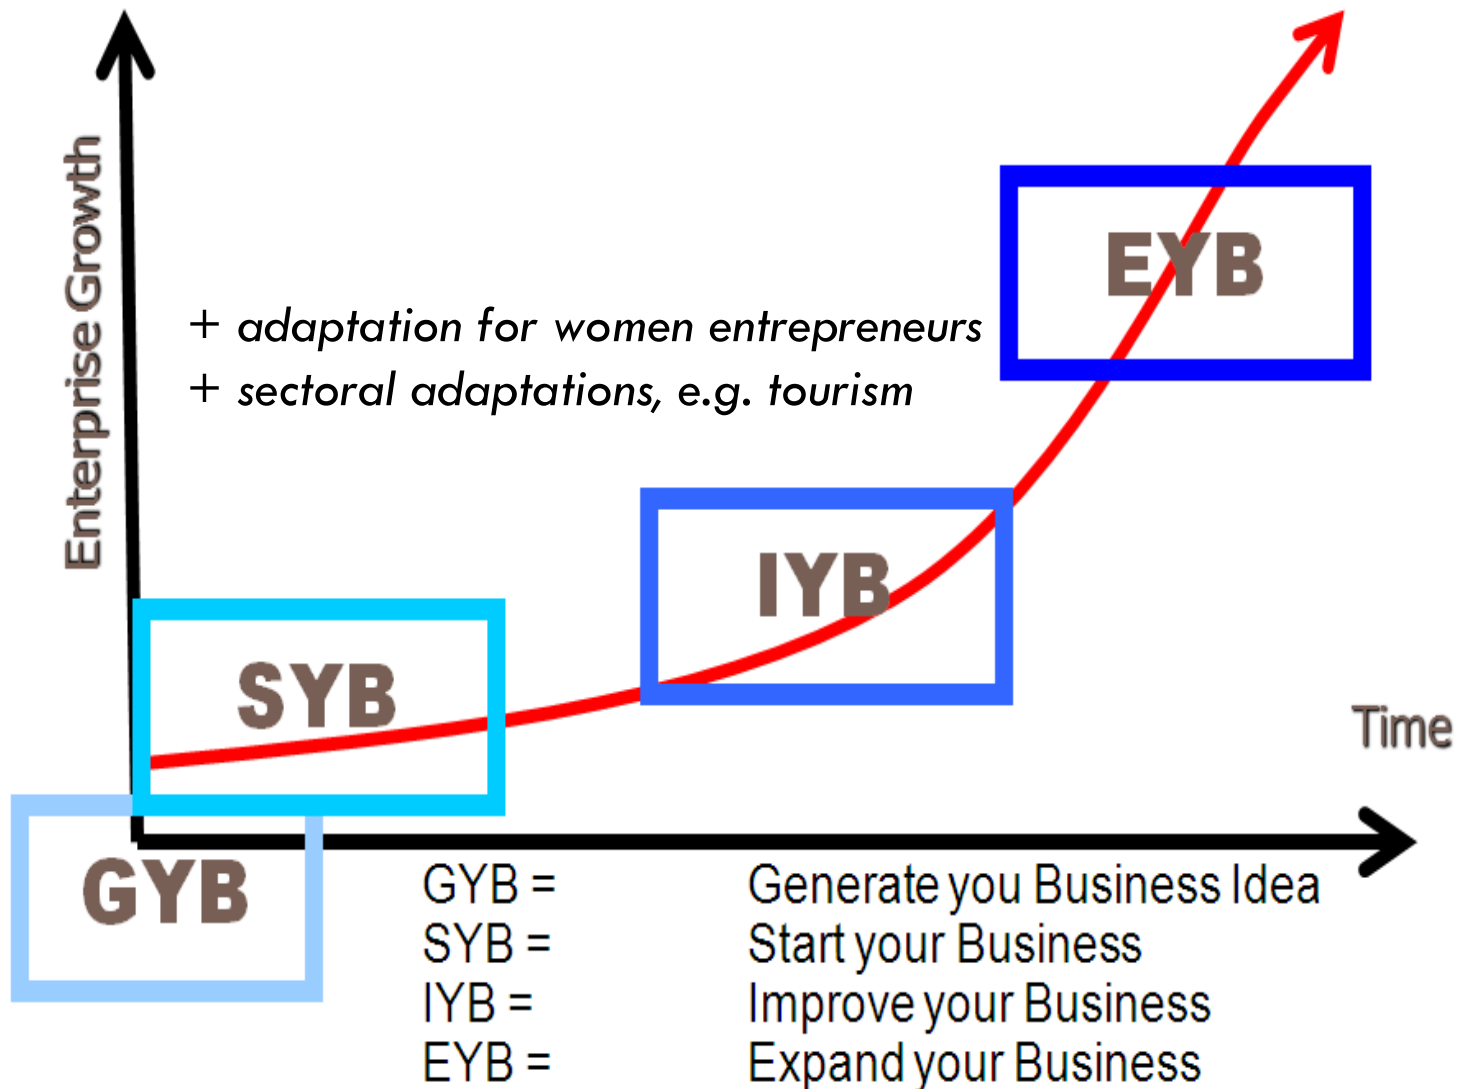 Enterprise Growth
+ adaptation for women entrepreneurs
+ sectoral adaptations, e.g. tourism
EYB
IYB
SYB
Time
GYB
GYB = Generate you Business Idea
SYB = Start your Business
IYB = Improve your Business
EYB = Expand your Business